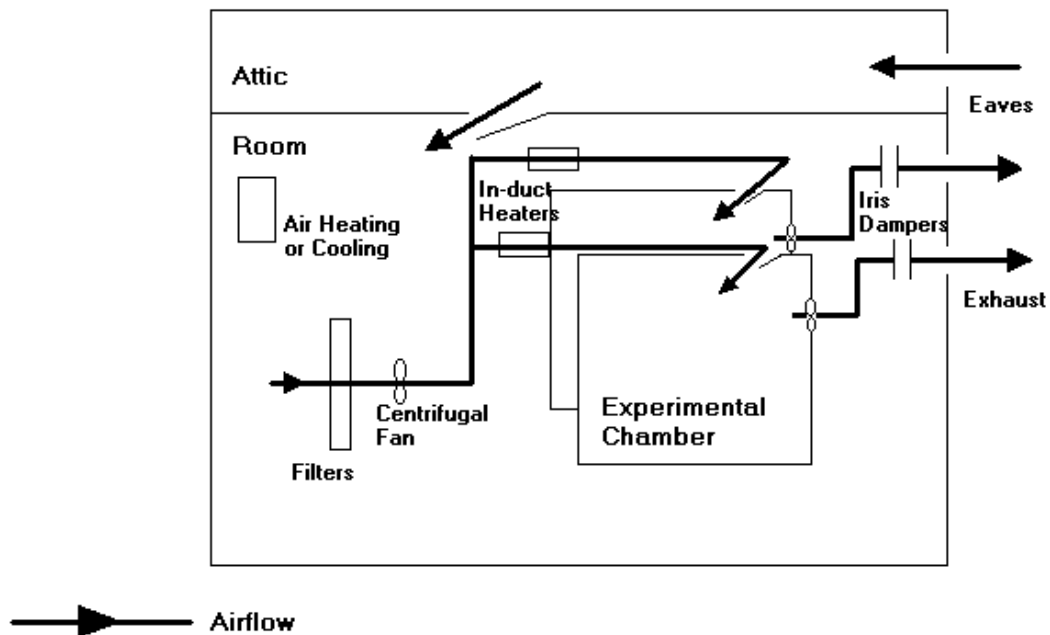 Attic
Eaves
Room
In-duct
Heaters
Iris
Dampers
Air Heating
or Cooling
Exhaust
Experimental
Chamber
Centrifugal
Fan
Filters
Airflow